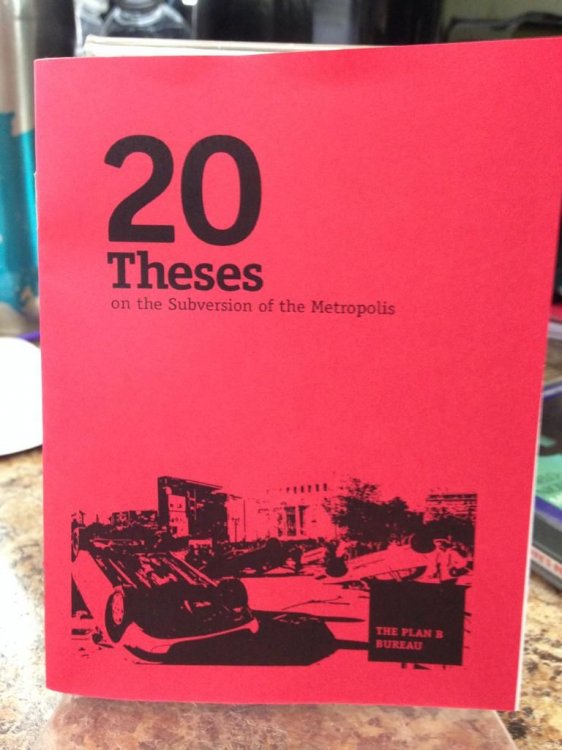 20
Theses
on the Subversion of the Metropolis
THE PLAN B
BUREAU